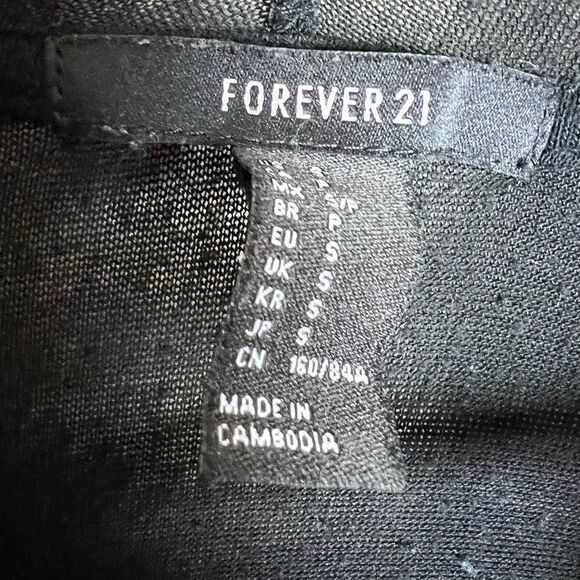 FOREVER 21
MX
BR P
EU S
UK S
KR S
JP S
CN 160/84A
MADE IN
CAMBODIA